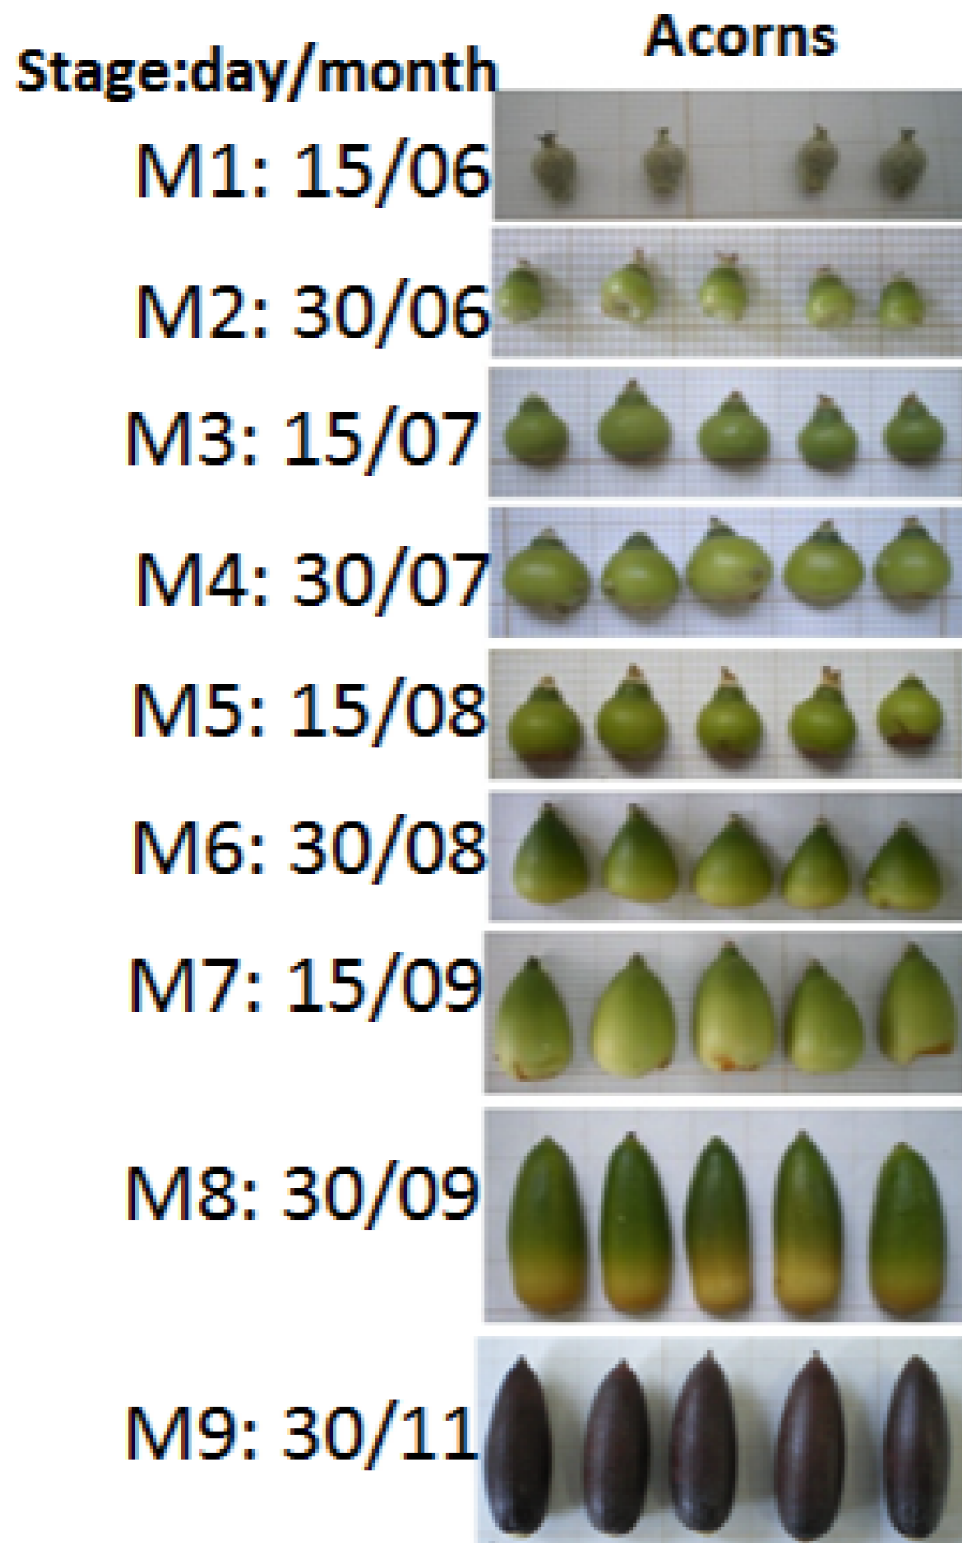 Acorns
Stage:day/month
M1: 15/06
M2: 30/06
M3: 15/07
M4: 30/07
M5: 15/08
M6: 30/08
M7: 15/09
M8: 30/09
M9: 30/11